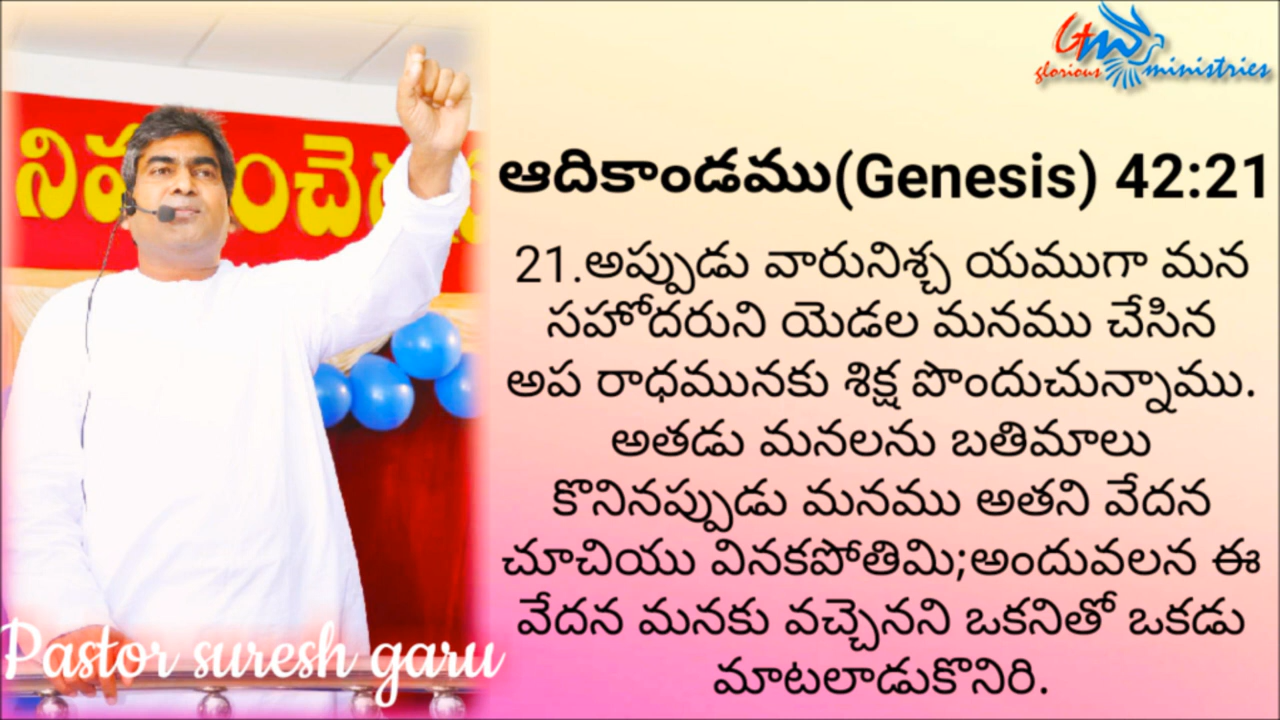 GM
glorious ministries
ఆదికాండము(Genesis) 42:21
21.అప్పుడు వారునిశ్చ యముగా మన
సహోదరుని యెడల మనము చేసిన
అప రాధమునకు శిక్ష పొందుచున్నాము.
అతడు మనలను బతిమాలు
కొనినప్పుడు మనము అతని వేదన
చూచియు వినకపోతిమి;అందువలన ఈ
వేదన మనకు వచ్చెనని ఒకనితో ఒకడు
మాటలాడుకొనిరి.
Pastor suresh garu